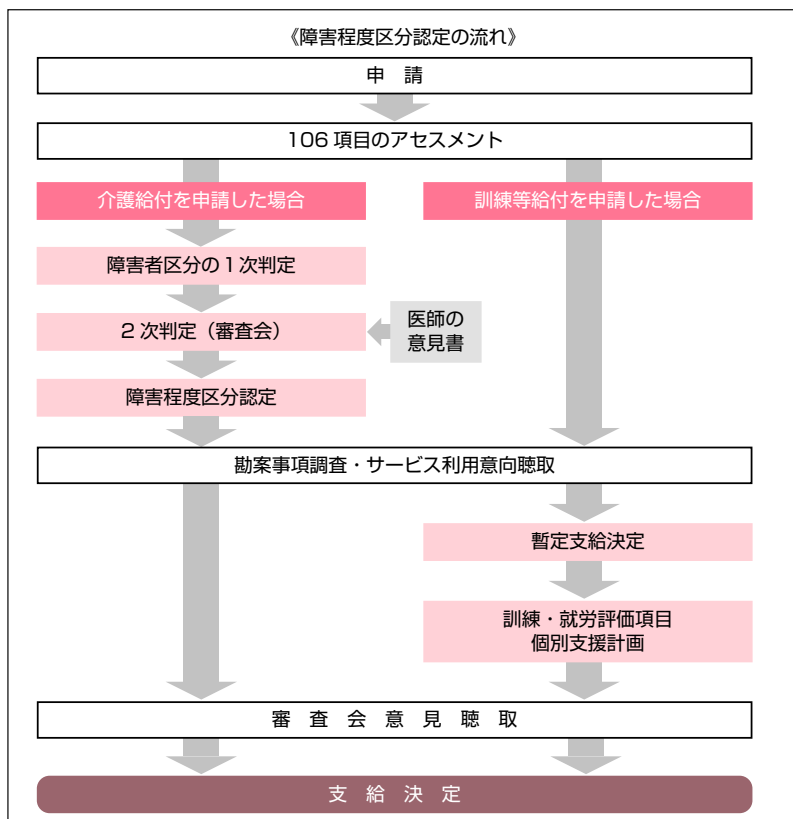 《障害程度区分認定の流れ》
申　請
106 項目のアセスメント
介護給付を申請した場合
訓練等給付を申請した場合
障害者区分の 1 次判定
2 次判定（審査会）
医師の
意見書
障害程度区分認定
勘案事項調査・サービス利用意向聴取
暫定支給決定
訓練・就労評価項目
個別支援計画
審　査　会　意　見　聴　取
支　給　決　定